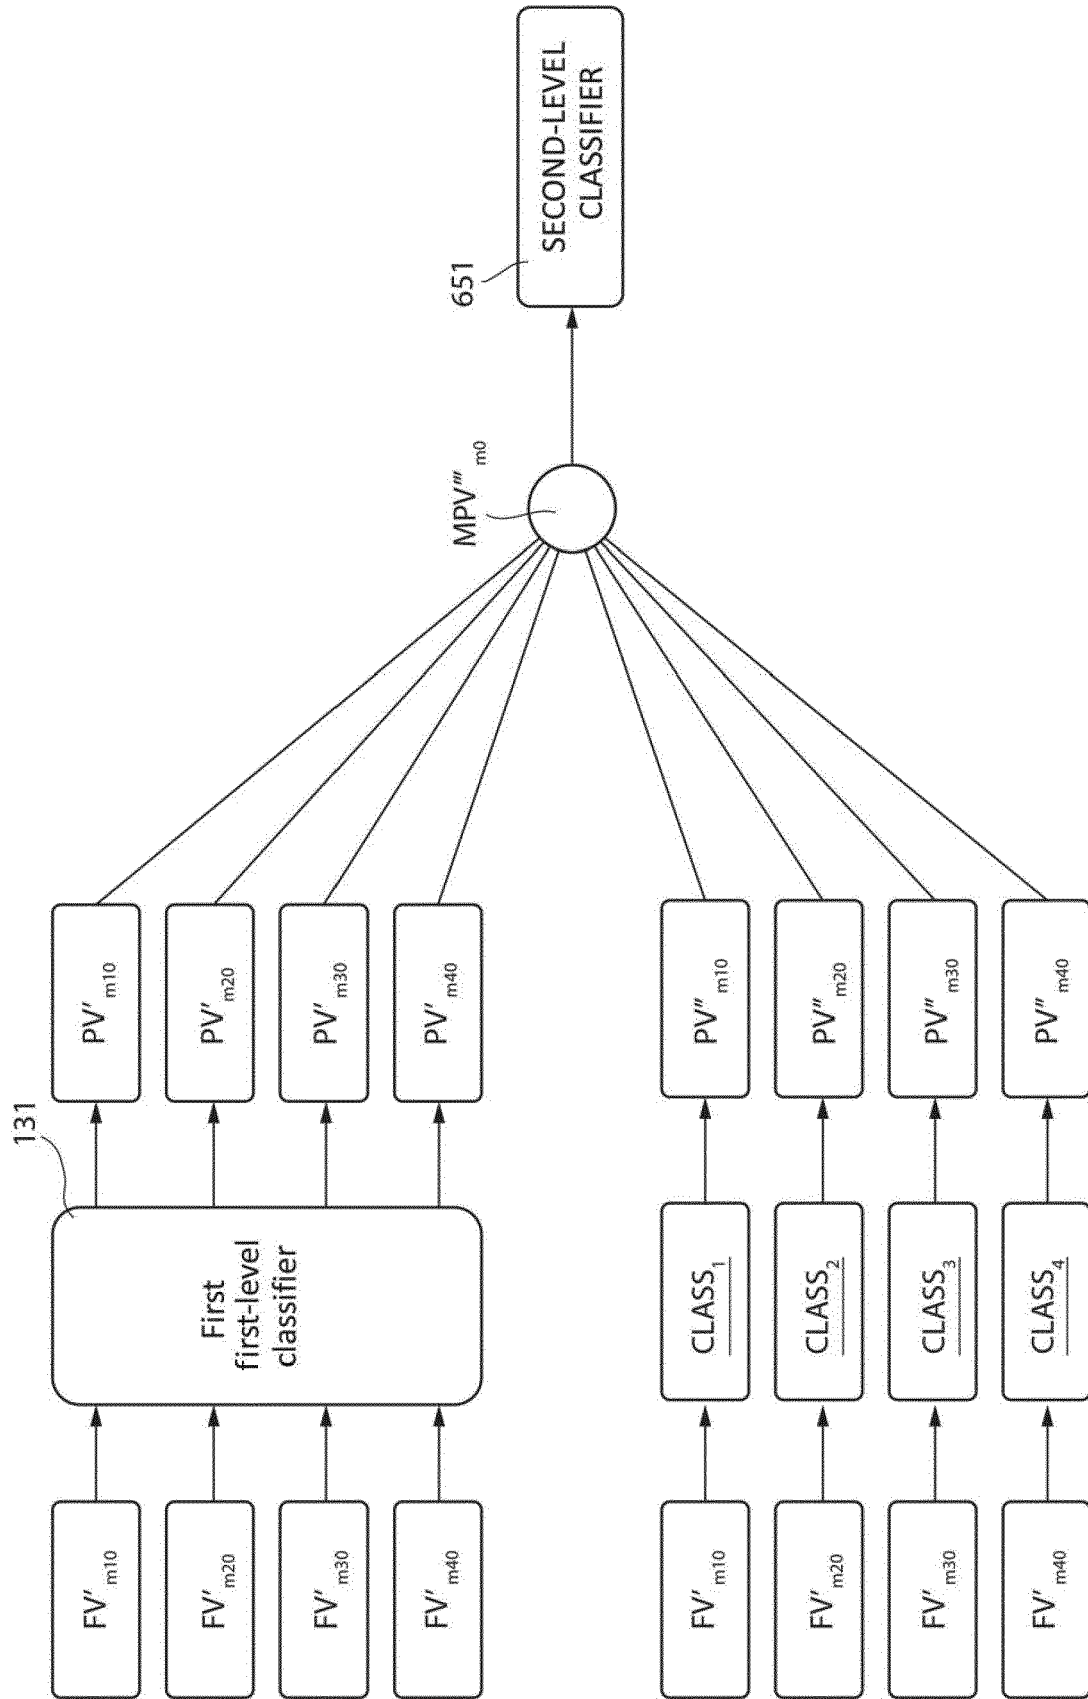 FV'm10
FV'm20
FV'm30
FV'm40
131
First
first-level
classifier
PV'm10
PV'm20
PV'm30
PV'm40
FV'm10
FV'm20
FV'm30
FV'm40
CLASS1
CLASS2
CLASS3
CLASS4
PV"m10
PV"m20
PV"m30
PV"m40
MPV"'m0
651
SECOND-LEVEL
CLASSIFIER